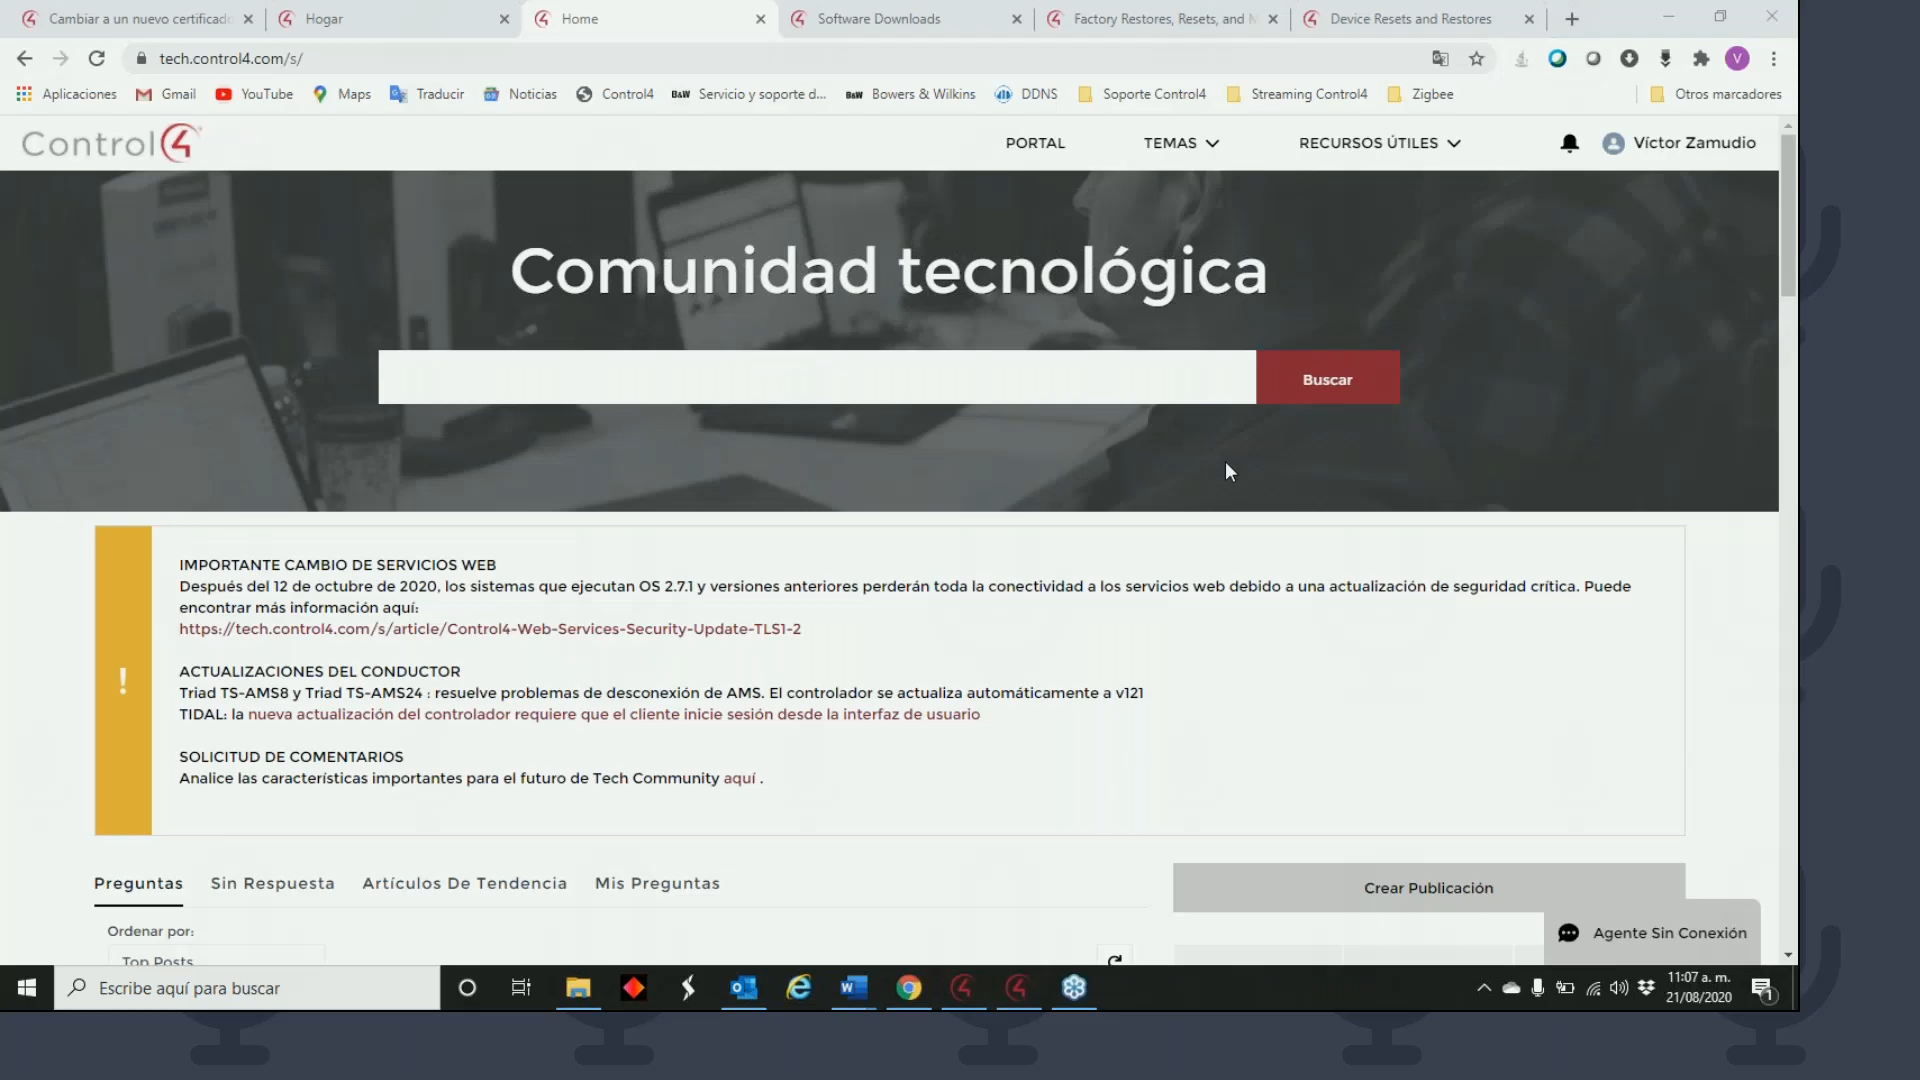 Cambiar a un nuevo certificado
Hogar
Home
Software Downloads
Factory Restores, Resets, and M
Device Resets and Restores
tech.control4.com/s/
V
Aplicaciones
Gmail
YouTube
Maps
Traducir
Noticias
Control4
B&W Servicio y soporte d...
B&W Bowers & Wilkins
DDNS
Soporte Control4
Streaming Control4
Zigbee
Otros marcadores
Control4
PORTAL
TEMAS
RECURSOS ÚTILES
Víctor Zamudio
Comunidad tecnológica
Buscar
!
IMPORTANTE CAMBIO DE SERVICIOS WEB
Después del 12 de octubre de 2020, los sistemas que ejecutan OS 2.7.1 y versiones anteriores perderán toda la conectividad a los servicios web debido a una actualización de seguridad crítica. Puede
encontrar más información aquí:
https://tech.control4.com/s/article/Control4-Web-Services-Security-Update-TLS1-2
ACTUALIZACIONES DEL CONDUCTOR
Triad TS-AMS8 y Triad TS-AMS24 : resuelve problemas de desconexión de AMS. El controlador se actualiza automáticamente a v121
TIDAL: la nueva actualización del controlador requiere que el cliente inicie sesión desde la interfaz de usuario
SOLICITUD DE COMENTARIOS
Analice las características importantes para el futuro de Tech Community aquí .
Preguntas
Sin Respuesta
Artículos De Tendencia
Mis Preguntas
Crear Publicación
Ordenar por:
Top Posts
Agente Sin Conexión
Escribe aquí para buscar
11:07 a. m.
21/08/2020
1